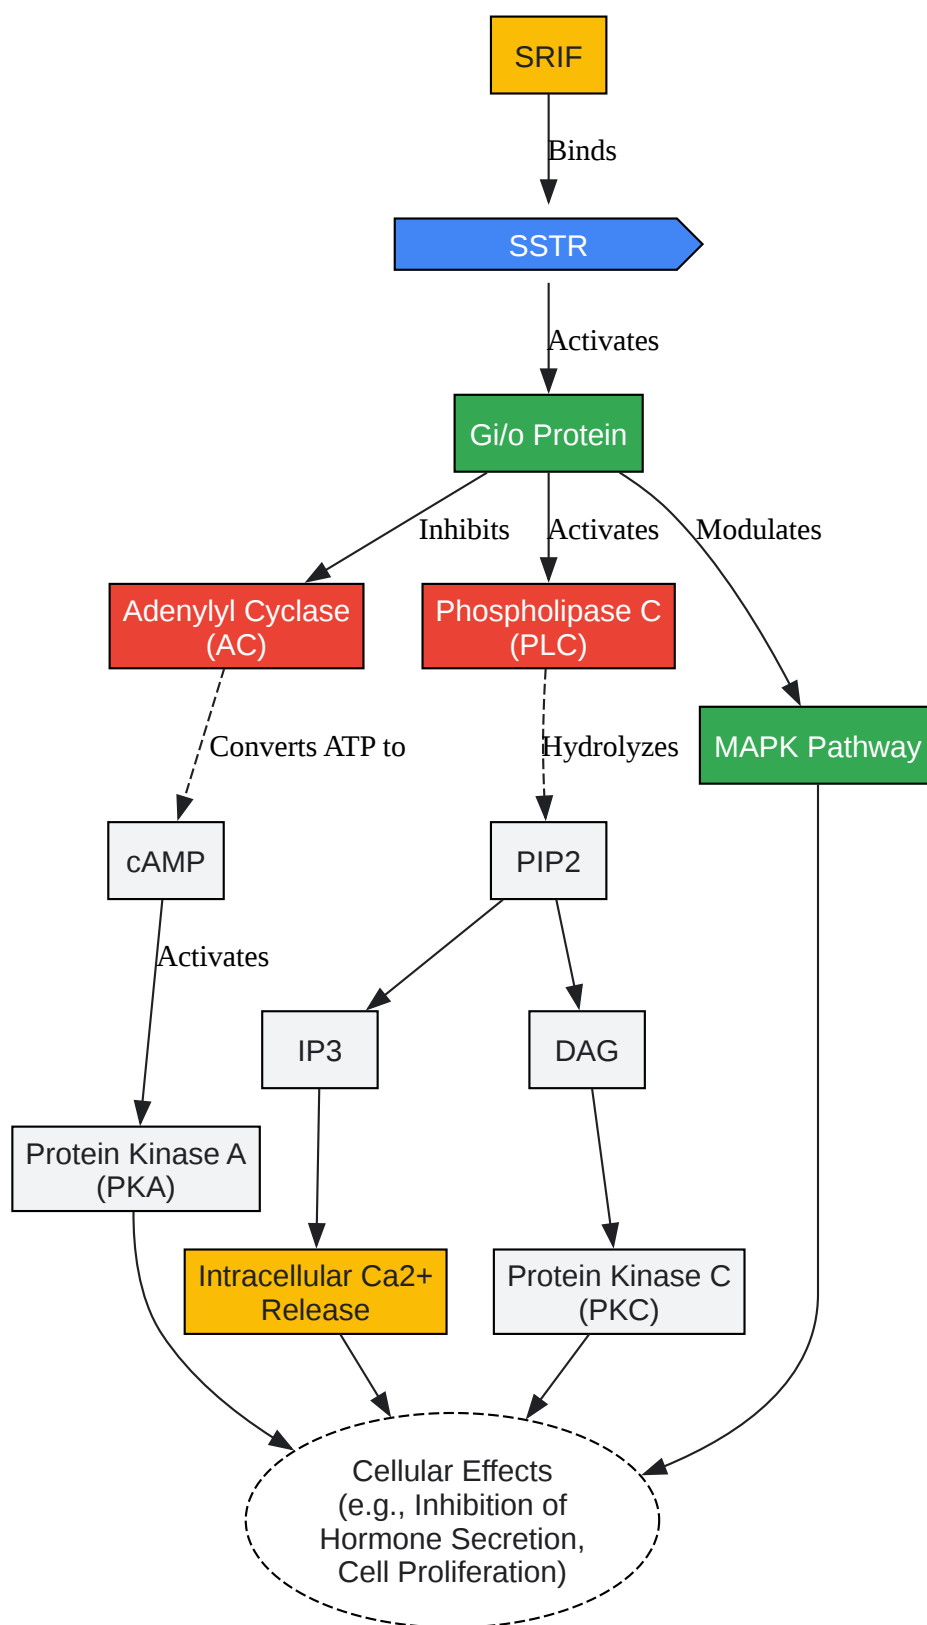 SRIF
Binds
SSTR
Activates
Gi/o Protein
Inhibits
Activates
Modulates
Adenylyl Cyclase
(AC)
Phospholipase C
(PLC)
Converts ATP to
Hydrolyzes
MAPK Pathway
cAMP
PIP2
Activates
IP3
DAG
Protein Kinase A
(PKA)
Intracellular Ca2+
Release
Protein Kinase C
(PKC)
Cellular Effects
(e.g., Inhibition of
Hormone Secretion,
Cell Proliferation)